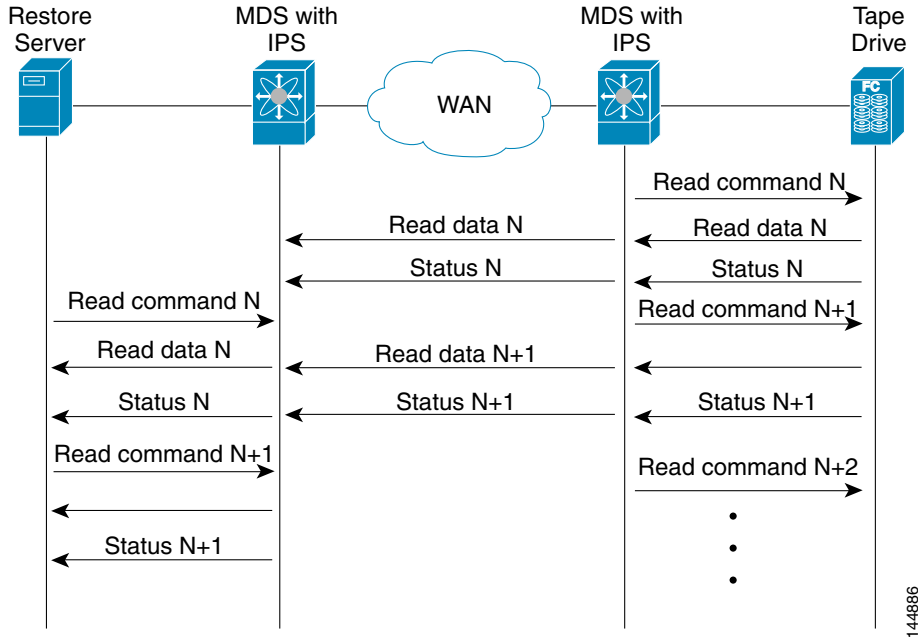 Restore
Server
MDS with
IPS
MDS with
IPS
Tape
Drive
WAN
FC
Read command N
Read data N
Read data N
Status N
Status N
Read command N
Read command N+1
Read data N
Read data N+1
Status N
Status N+1
Status N+1
Read command N+1
Read command N+2
Status N+1
144886